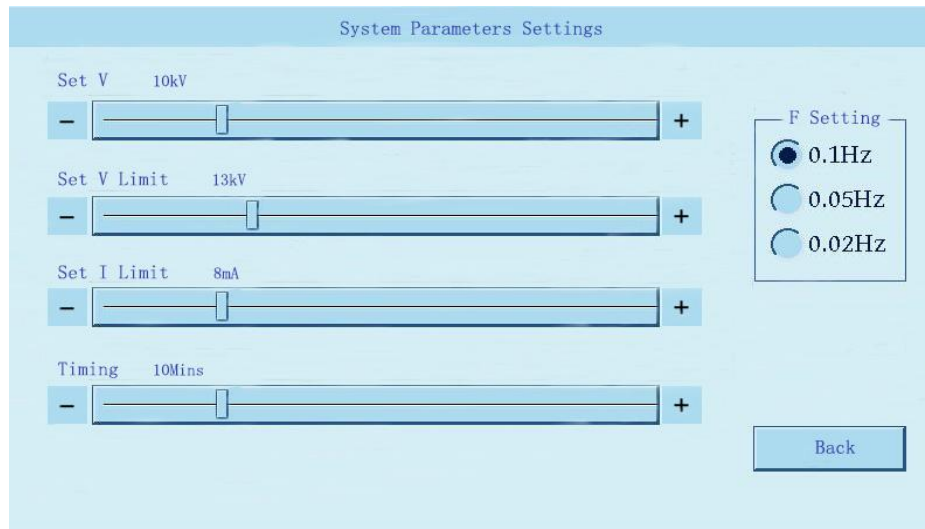 System Parameters Settings
Set V 10kV
− +
Set V Limit 13kV
− +
Set I Limit 8mA
− +
Timing 10Mins
− +
F Setting
0.1Hz
0.05Hz
0.02Hz
Back